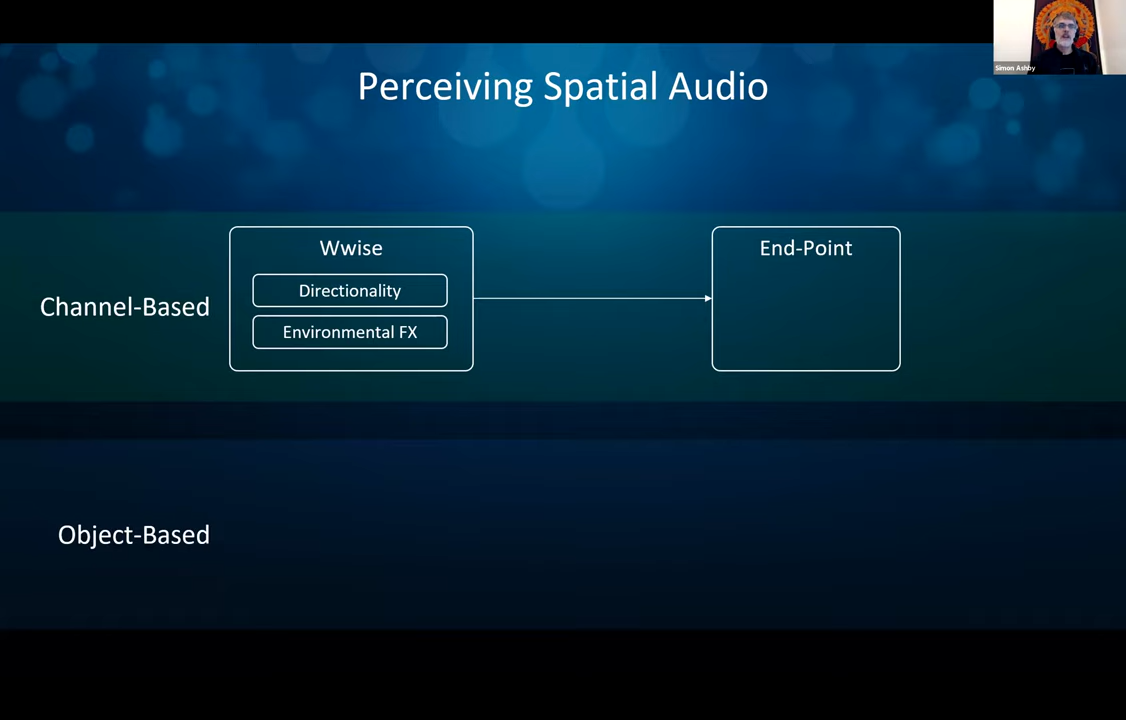 Simon Ashby
Perceiving Spatial Audio
Channel-Based
Wwise
Directionality
Environmental FX
End-Point
Object-Based